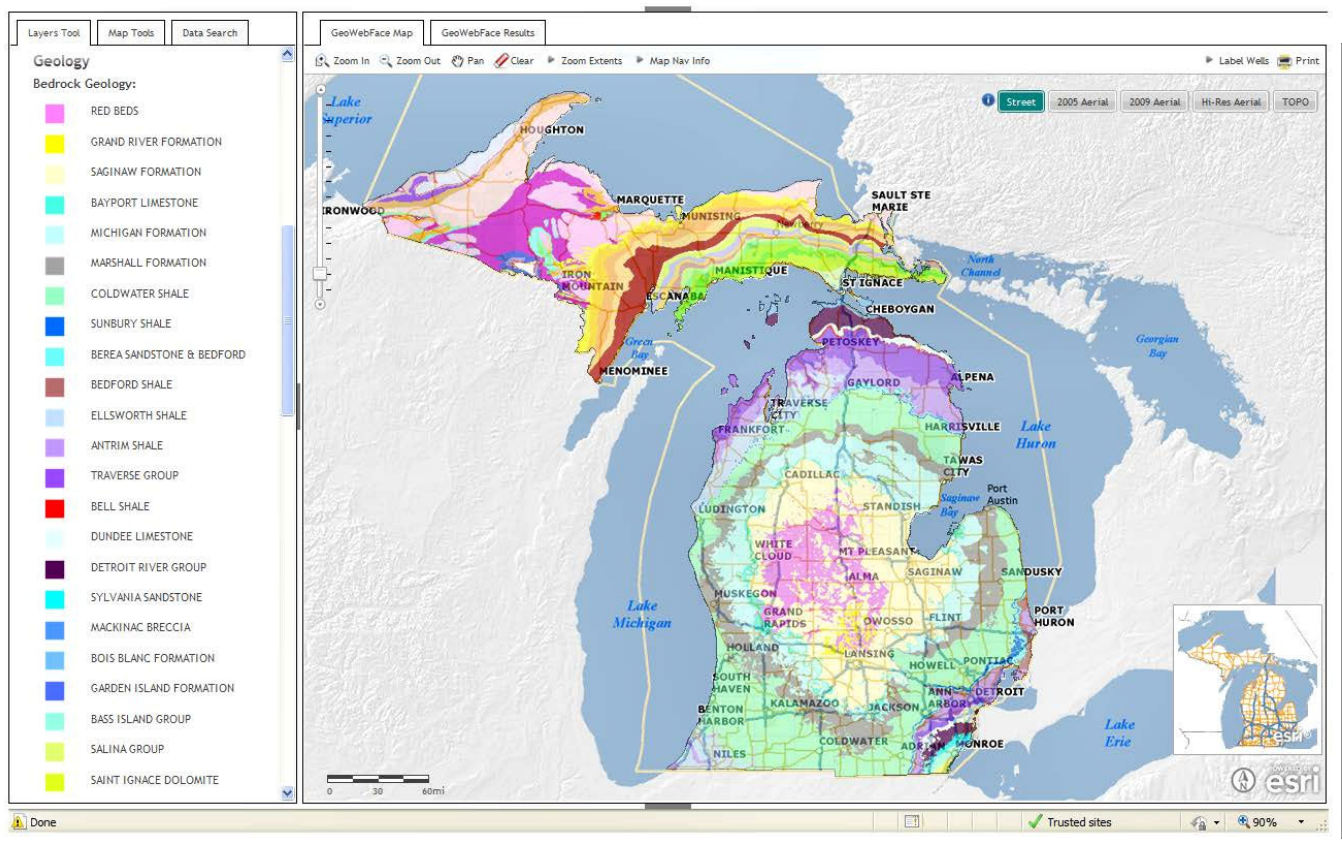 Layers Tool
Map Tools
Data Search
Geology
Bedrock Geology:
RED BEDS
GRAND RIVER FORMATION
SAGINAW FORMATION
BAYPORT LIMESTONE
MICHIGAN FORMATION
MARSHALL FORMATION
COLDWATER SHALE
SUNBURY SHALE
BEREA SANDSTONE & BEDFORD
BEDFORD SHALE
ELLSWORTH SHALE
ANTRIM SHALE
TRAVERSE GROUP
BELL SHALE
DUNDEE LIMESTONE
DETROIT RIVER GROUP
SYLVANIA SANDSTONE
MACKINAC BRECCIA
BOIS BLANC FORMATION
GARDEN ISLAND FORMATION
BASS ISLAND GROUP
SALINA GROUP
SAINT IGNACE DOLOMITE
GeoWebFace Map
GeoWebFace Results
Zoom In
Zoom Out
Pan
Clear
Zoom Extents
Map Nav Info
Label Wells
Print
Street
2005 Aerial
2009 Aerial
Hi-Res Aerial
TOPO
Lake
Superior
HOUGHTON
MARQUETTE
SAULT STE
MARIE
IRONWOOD
MUNISING
Newberry
North
Channel
IRON
MOUNTAIN
MANISTIQUE
ST IGNACE
ESCANABA
CHEBOYGAN
Green
Bay
PETOSKEY
Georgian
Bay
MENOMINEE
GAYLORD
ALPENA
TRAVERSE
CITY
FRANKFORT
HARRISVILLE
Lake
Huron
TAWAS
CITY
CADILLAC
Port
Austin
Saginaw
Bay
LUDINGTON
STANDISH
WHITE
CLOUD
MT PLEASANT
ALMA
SAGINAW
SANDUSKY
MUSKEGON
Lake
Michigan
GRAND
RAPIDS
OWOSSO
FLINT
PORT
HURON
HOLLAND
LANSING
HOWELL
PONTIAC
SOUTH
HAVEN
ANN
ARBOR
DETROIT
KALAMAZOO
JACKSON
BENTON
HARBOR
Lake
Erie
COLDWATER
ADRIAN
MONROE
NILES
esri
0 30 60mi
N
POWERED BY
esri
Done
Trusted sites
90%